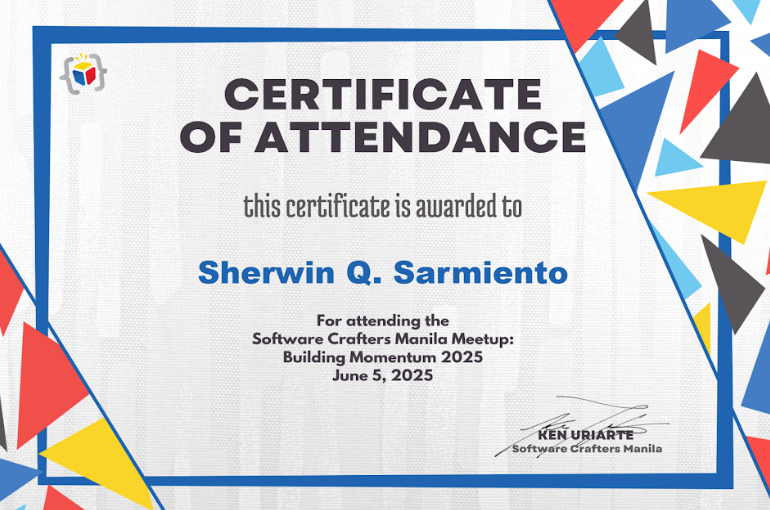 CERTIFICATE
OF ATTENDANCE
this certificate is awarded to
Sherwin Q. Sarmiento
For attending the
Software Crafters Manila Meetup:
Building Momentum 2025
June 5, 2025
KEN URIARTE
Software Crafters Manila